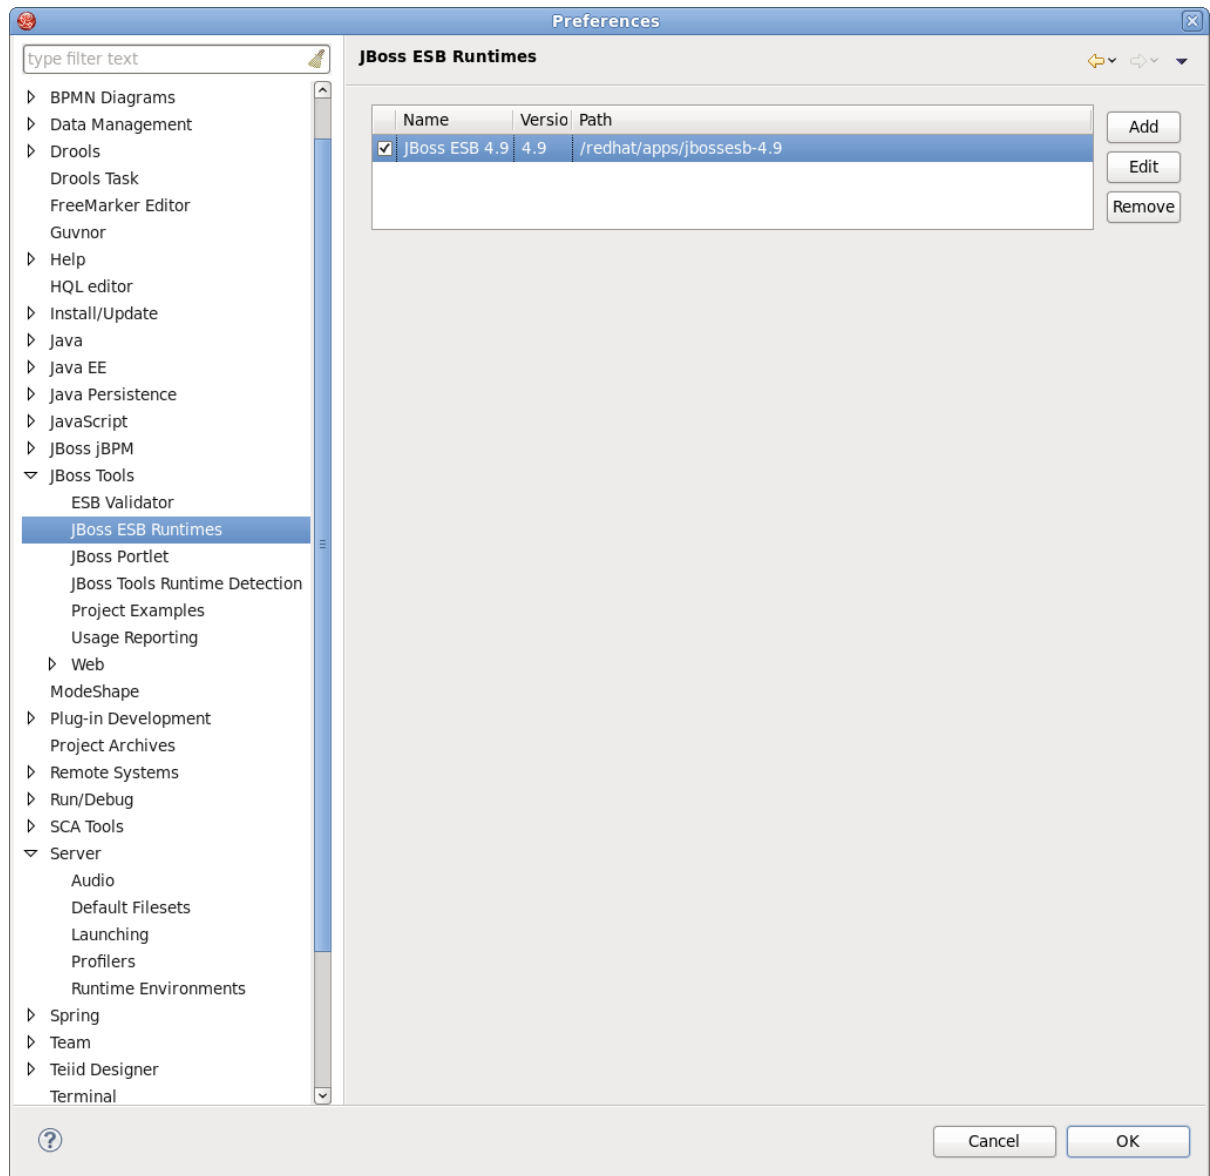 Preferences
type filter text
BPMN Diagrams
Data Management
Drools
Drools Task
FreeMarker Editor
Guvnor
Help
HQL editor
Install/Update
Java
Java EE
Java Persistence
JavaScript
JBoss jBPM
JBoss Tools
ESB Validator
JBoss ESB Runtimes
JBoss Portlet
JBoss Tools Runtime Detection
Project Examples
Usage Reporting
Web
ModeShape
Plug-in Development
Project Archives
Remote Systems
Run/Debug
SCA Tools
Server
Audio
Default Filesets
Launching
Profilers
Runtime Environments
Spring
Team
Teiid Designer
Terminal
JBoss ESB Runtimes
Name Versio Path
JBoss ESB 4.9 4.9 /redhat/apps/jbossesb-4.9
Add
Edit
Remove
? Cancel OK